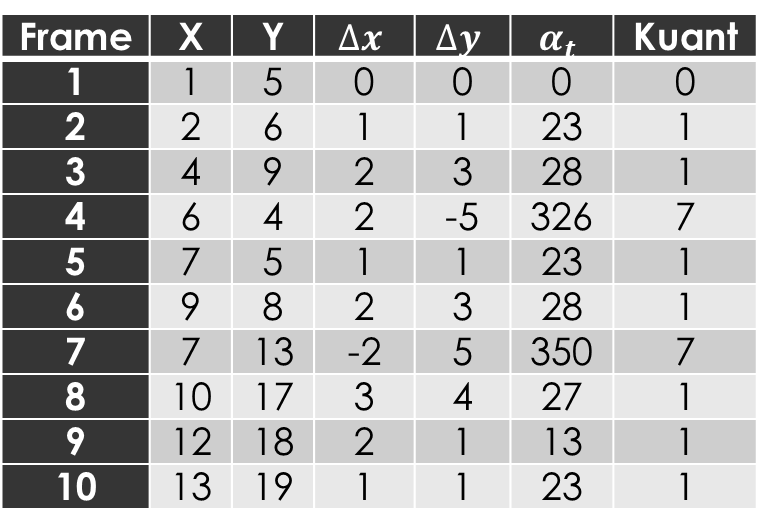 Frame X Y Δx Δy αt Kuant
1 1 5 0 0 0 0
2 2 6 1 1 23 1
3 4 9 2 3 28 1
4 6 4 2 -5 326 7
5 7 5 1 1 23 1
6 9 8 2 3 28 1
7 7 13 -2 5 350 7
8 10 17 3 4 27 1
9 12 18 2 1 13 1
10 13 19 1 1 23 1